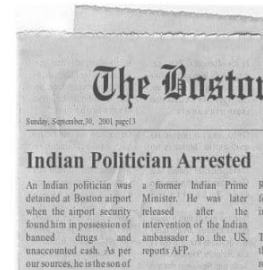 The Bosto
Sunday, September,30, 2001 page13
Indian Politician Arrested
An Indian politician was
detained at Boston airport
when the airport security
found him in possession of
banned drugs and
unaccounted cash. As per
our sources, he is the son of
a former Indian Prime
Minister. He was later
released after the
intervention of the Indian
ambassador to the US,
reports AFP.